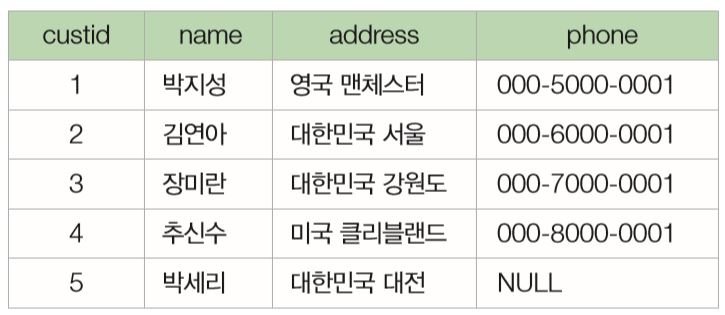 custid name address phone
1 박지성 영국 맨체스터 000-5000-0001
2 김연아 대한민국 서울 000-6000-0001
3 장미란 대한민국 강원도 000-7000-0001
4 추신수 미국 클리블랜드 000-8000-0001
5 박세리 대한민국 대전 NULL